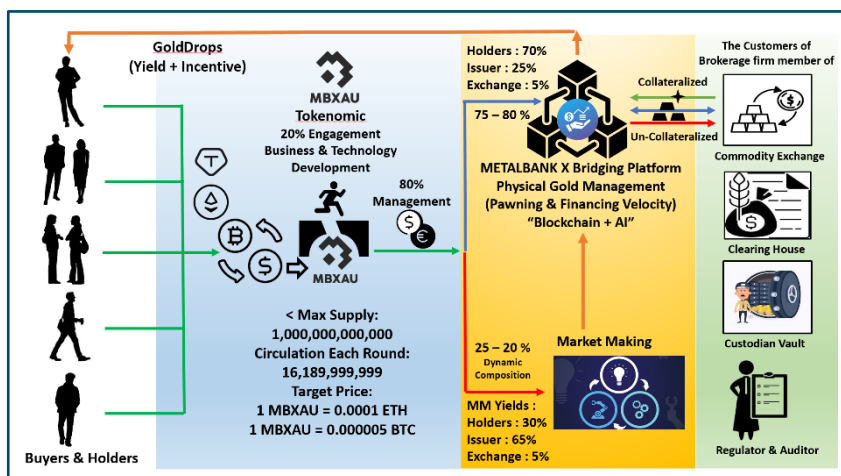 GoldDrops
(Yield + Incentive)
MBXAU
Tokenomic
20% Engagement
Business & Technology
Development
80%
Management
MBXAU
< Max Supply:
1,000,000,000,000
Circulation Each Round:
16,189,999,999
Target Price:
1 MBXAU = 0.0001 ETH
1 MBXAU = 0.000005 BTC
Buyers & Holders
Holders : 70%
Issuer : 25%
Exchange : 5%
75 – 80 %
METALBANK X Bridging Platform
Physical Gold Management
(Pawning & Financing Velocity)
“Blockchain + AI”
25 – 20 %
Dynamic
Composition
Market Making
MM Yields :
Holders : 30%
Issuer : 65%
Exchange : 5%
Collateralized
Un-Collateralized
The Customers of
Brokerage firm member of
Commodity Exchange
Clearing House
Custodian Vault
Regulator & Auditor